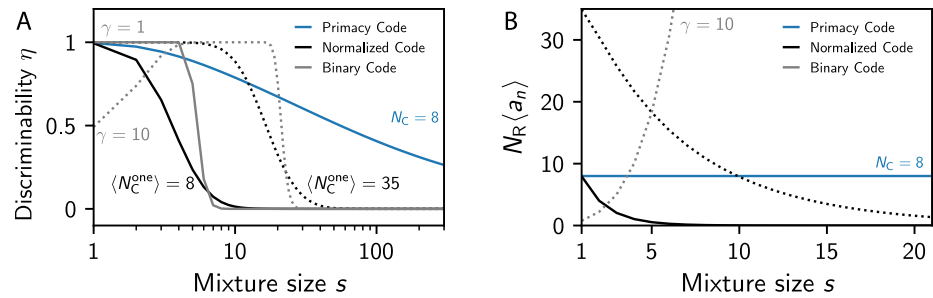 A
γ = 1
Primacy Code
Normalized Code
Binary Code
N_C = 8
γ = 10
⟨N_C^one⟩ = 8
⟨N_C^one⟩ = 35
Discriminability η
1
0.5
0
1
10
100
Mixture size s
B
γ = 10
Primacy Code
Normalized Code
Binary Code
N_C = 8
N_R⟨a_n⟩
30
20
10
0
1
5
10
15
20
Mixture size s